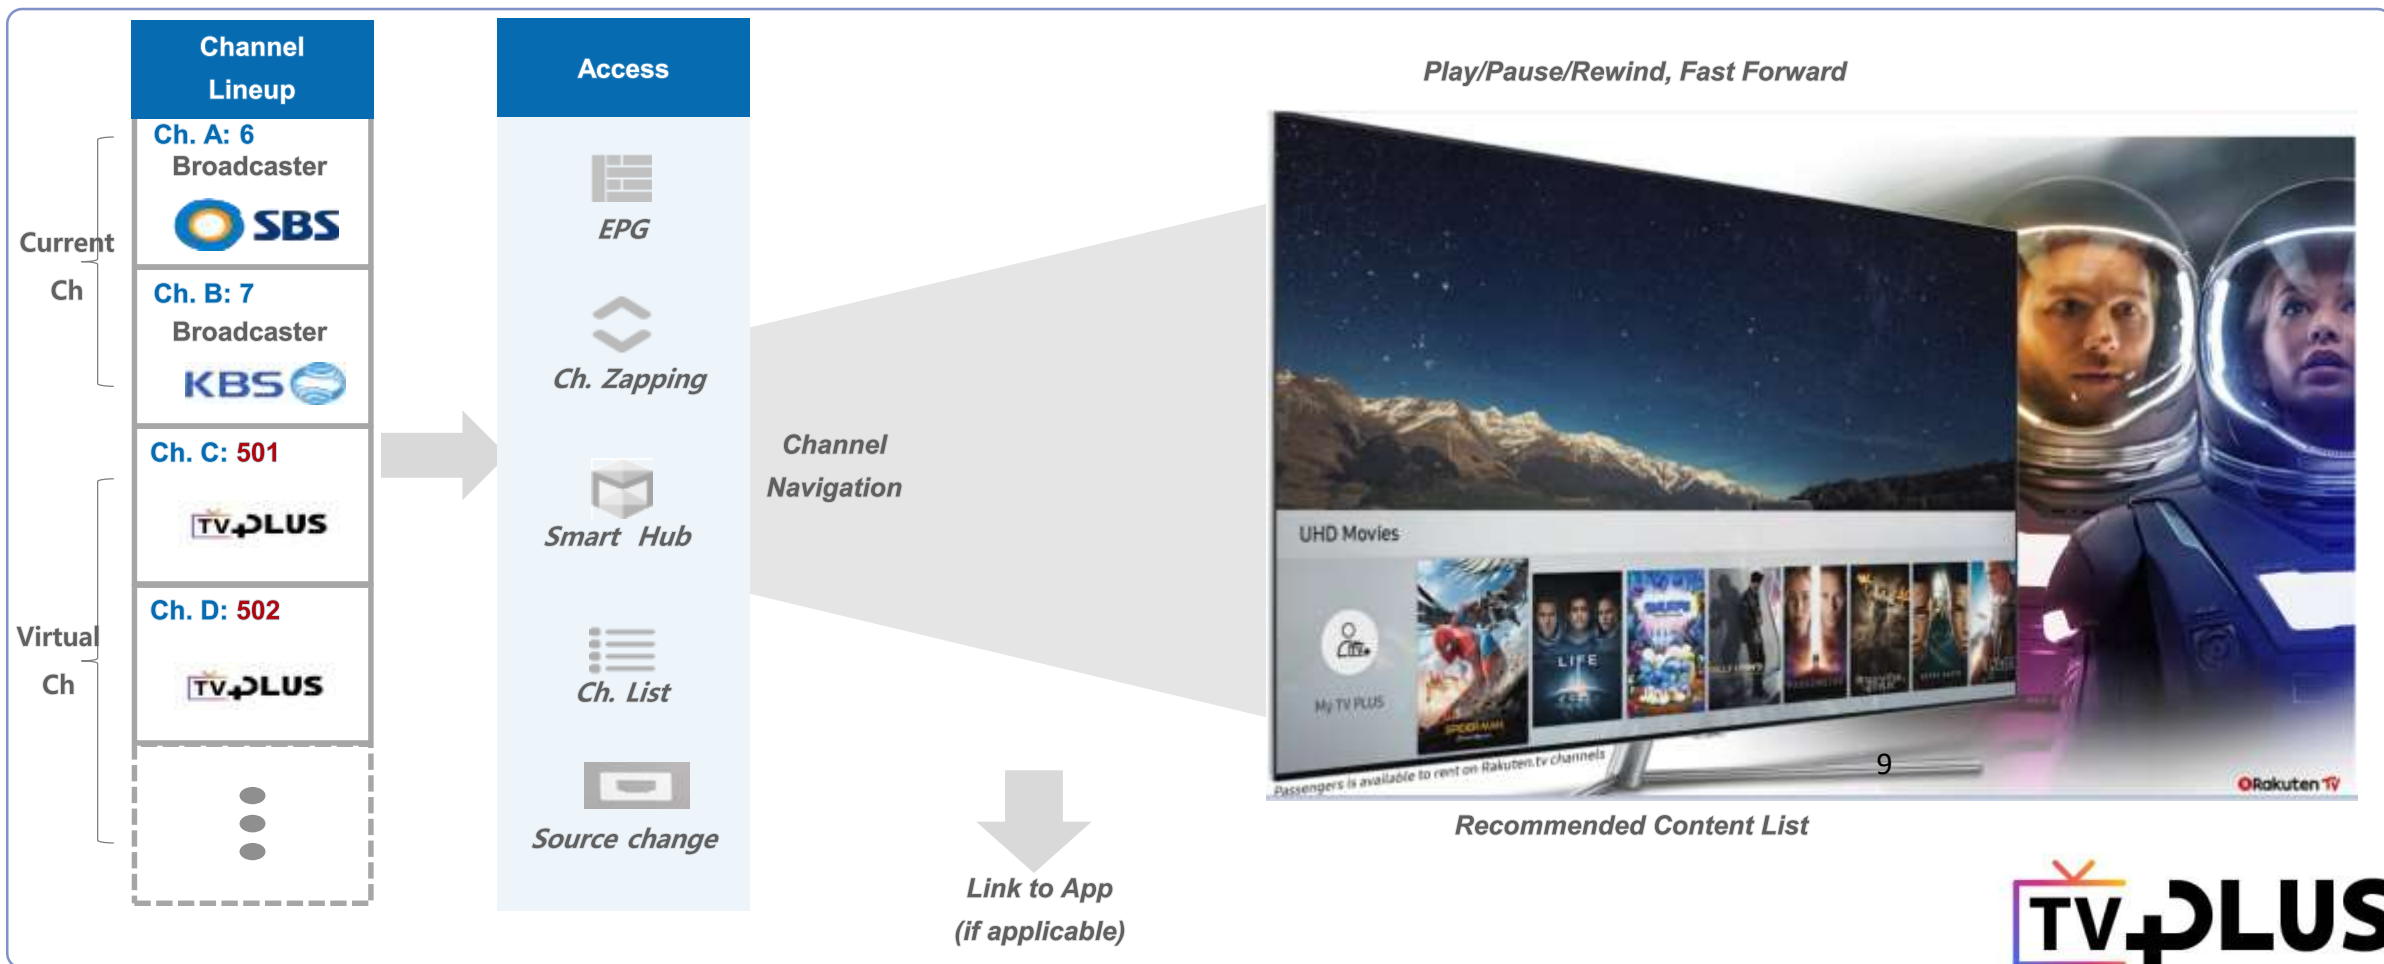 Channel
Lineup
Current
Ch
Ch. A: 6
Broadcaster
SBS
Ch. B: 7
Broadcaster
KBS
Virtual
Ch
Ch. C: 501
TV PLUS
Ch. D: 502
TV PLUS
Access
EPG
Ch. Zapping
Smart Hub
Ch. List
Source change
Channel
Navigation
Link to App
(if applicable)
Play/Pause/Rewind, Fast Forward
UHD Movies
My TV PLUS
SPIDER-MAN
LIFE
Passengers is available to rent on Rakuten.tv channels
9
Rakuten TV
Recommended Content List
TV PLUS